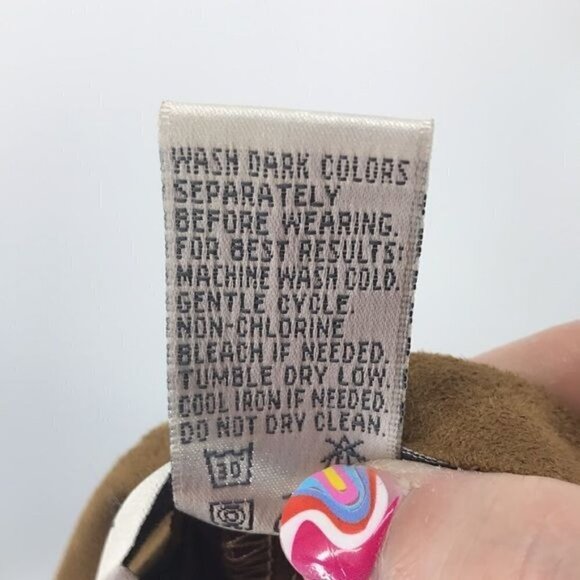 WASH DARK COLORS
SEPARATELY
BEFORE WEARING.
FOR BEST RESULTS:
MACHINE WASH COLD.
GENTLE CYCLE.
NON-CHLORINE
BLEACH IF NEEDED.
TUMBLE DRY LOW.
COOL IRON IF NEEDED.
DO NOT DRY CLEAN.
30